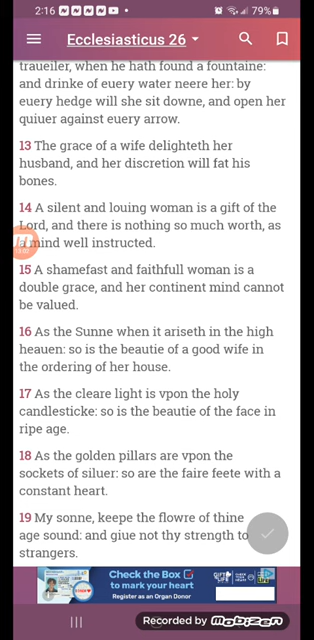 2:16 79%
Ecclesiasticus 26
traueiler, when he hath found a fountaine:
and drinke of euery water neere her: by
euery hedge will she sit downe, and open her
quiuer against euery arrow.
13 The grace of a wife delighteth her
husband, and her discretion will fat his
bones.
14 A silent and louing woman is a gift of the
Lord, and there is nothing so much worth, as
a mind well instructed.
15 A shamefast and faithfull woman is a
double grace, and her continent mind cannot
be valued.
16 As the Sunne when it ariseth in the high
heauen: so is the beautie of a good wife in
the ordering of her house.
17 As the cleare light is vpon the holy
candlesticke: so is the beautie of the face in
ripe age.
18 As the golden pillars are vpon the
sockets of siluer: so are the faire feete with a
constant heart.
19 My sonne, keepe the flowre of thine
age sound: and giue not thy strength to
strangers.
Check the Box
to mark your heart
Register as an Organ Donor
Recorded by Mobizen